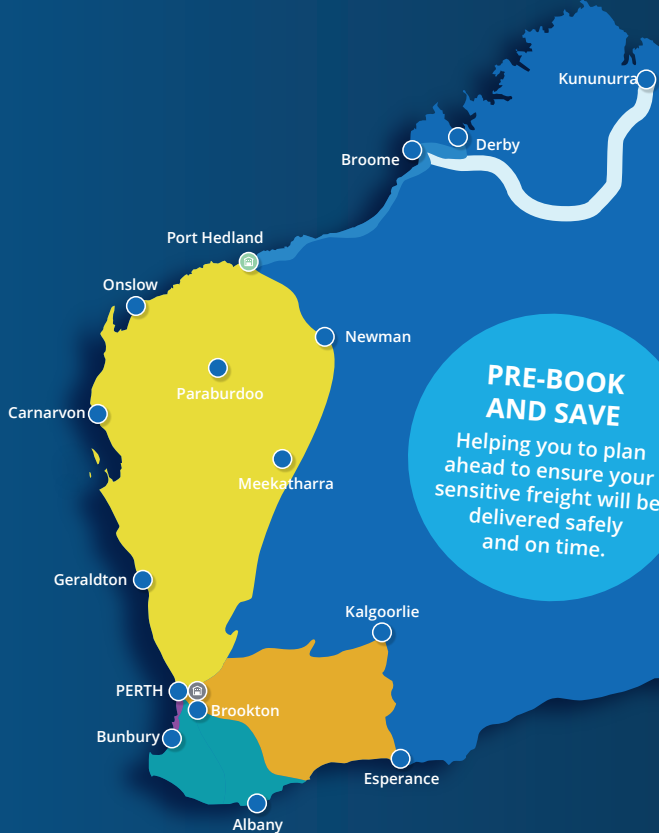 Kununurra
Derby
Broome
Port Hedland
Onslow
Newman
PRE-BOOK
AND SAVE
Paraburdoo
Carnarvon
Helping you to plan
ahead to ensure your
sensitive freight will be
delivered safely
and on time.
Meekatharra
Geraldton
Kalgoorlie
PERTH
Brookton
Bunbury
Esperance
Albany